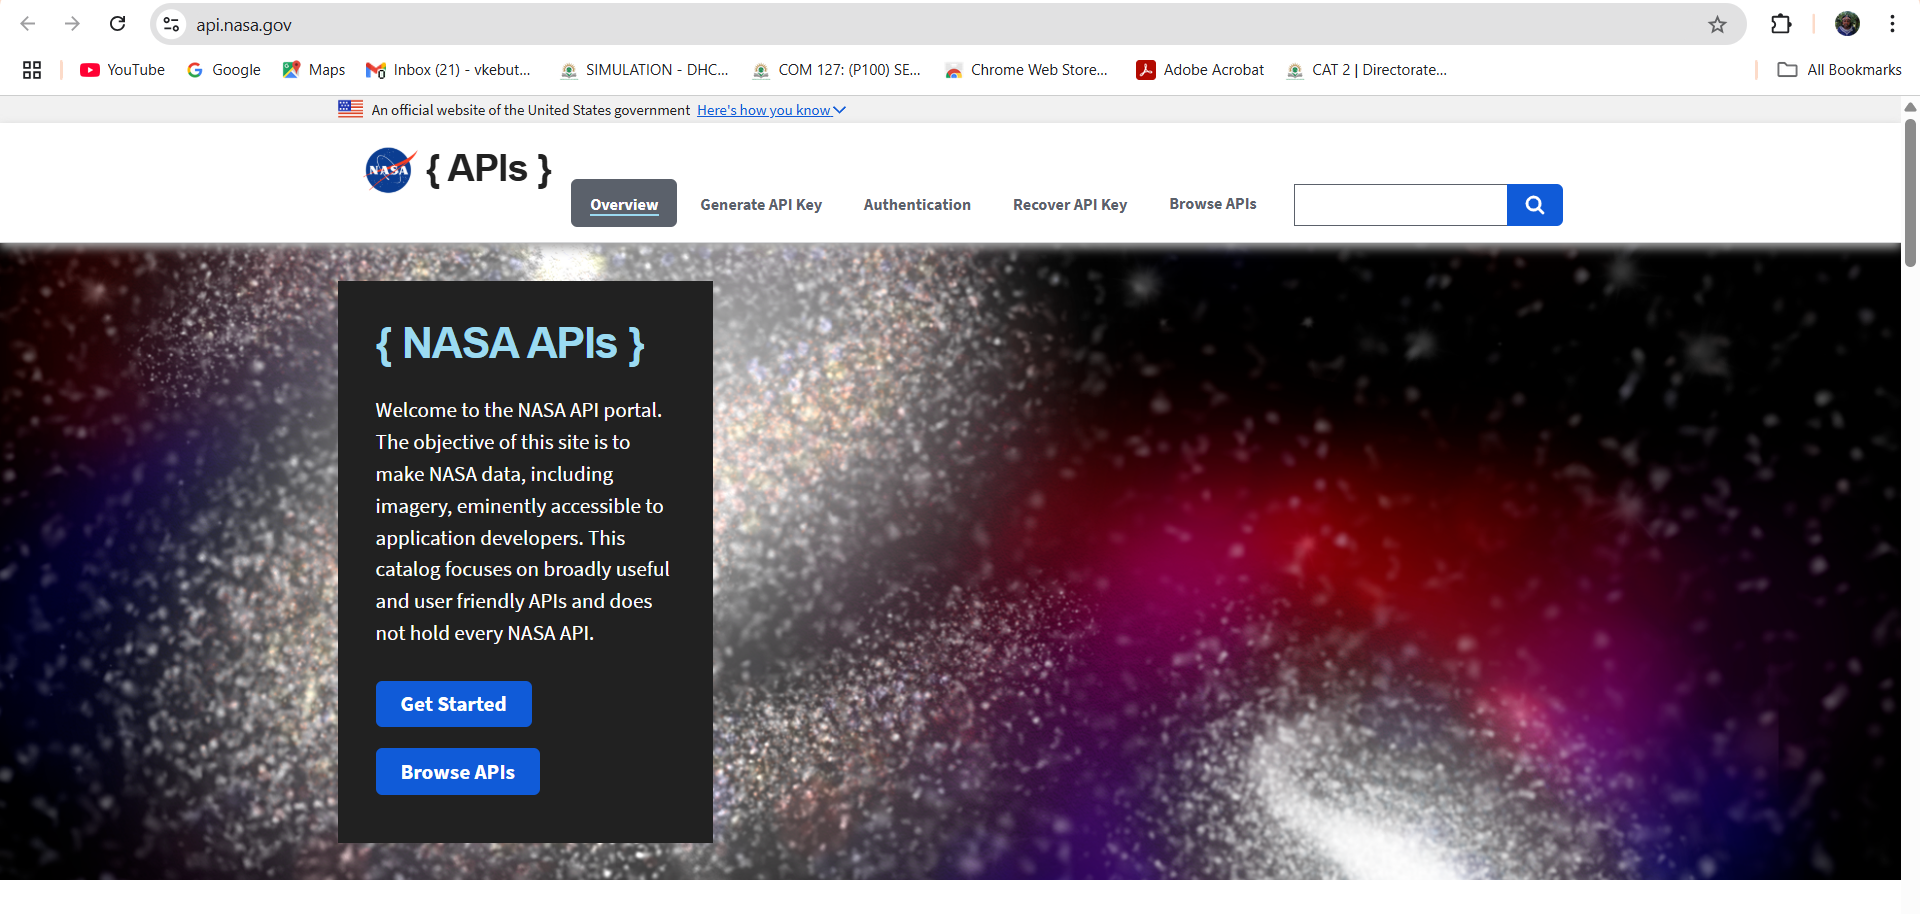 api.nasa.gov
YouTube Google Maps Inbox (21) - vkebut... SIMULATION - DHC... COM 127: (P100) SE... Chrome Web Store... Adobe Acrobat CAT 2 | Directorate... All Bookmarks
An official website of the United States government Here's how you know
NASA { APIs }
Overview Generate API Key Authentication Recover API Key Browse APIs
{ NASA APIs }
Welcome to the NASA API portal.
The objective of this site is to
make NASA data, including
imagery, eminently accessible to
application developers. This
catalog focuses on broadly useful
and user friendly APIs and does
not hold every NASA API.
Get Started
Browse APIs